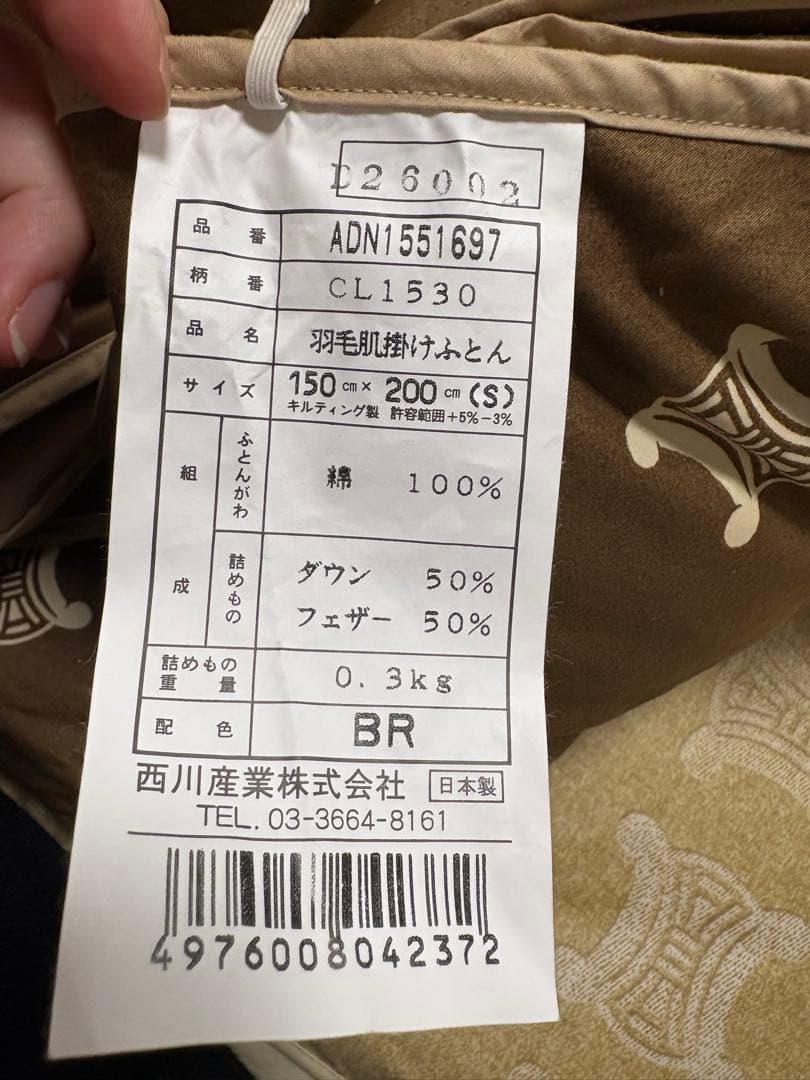 D26002
品番 ADN1551697
柄番 CL1530
品名 羽毛肌掛けふとん
サイズ 150cm×200cm(S)
キルティング製 許容範囲+5%-3%
組成 ふとんがわ 綿 100%
詰めもの ダウン 50%
フェザー 50%
詰めもの重量 0.3kg
配色 BR
西川産業株式会社 日本製
TEL. 03-3664-8161
4976008042372